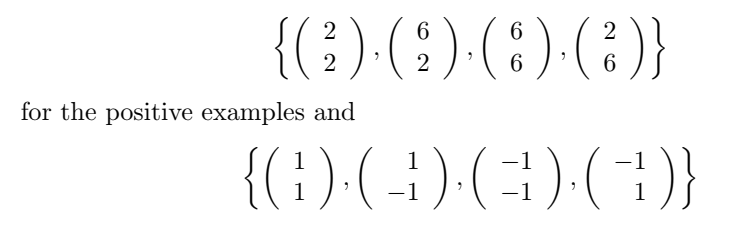 {( 2 2 ), ( 6 2 ), ( 6 6 ), ( 2 6 )}
for the positive examples and
{( 1 1 ), ( 1 −1 ), ( −1 −1 ), ( −1 1 )}